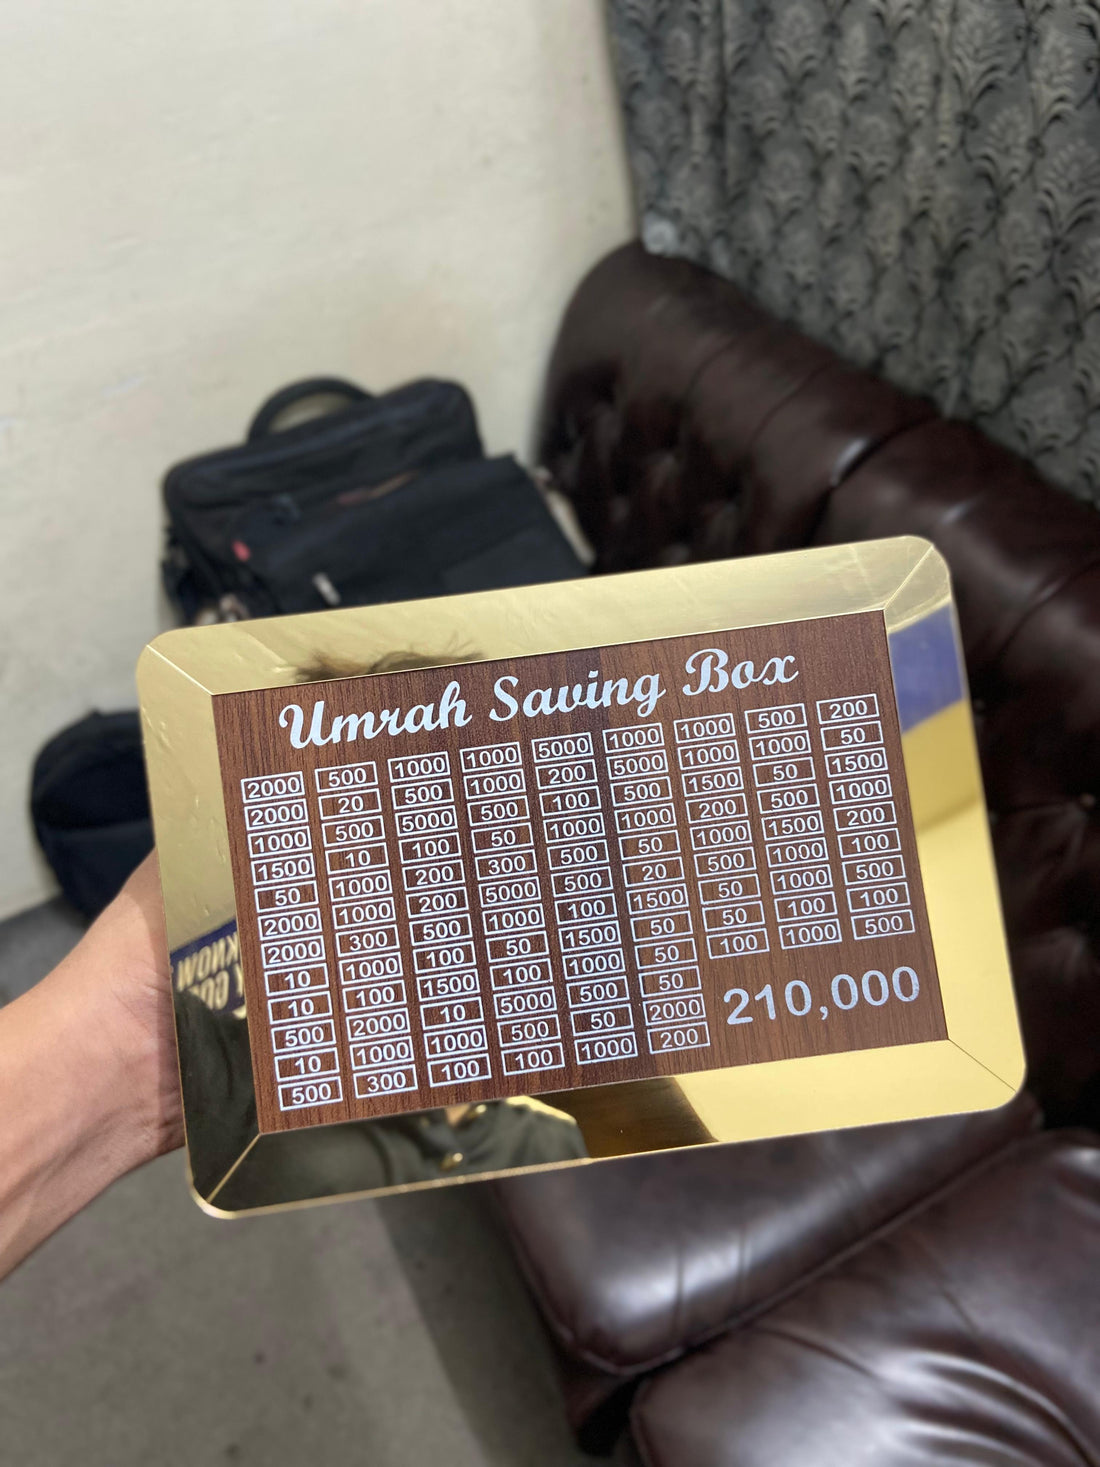 Umrah Saving Box
2000 500 1000 1000 5000 1000 1000 500 200
2000 20 500 1000 200 5000 1000 1000 50
1000 500 5000 500 100 500 1500 50 1500
1500 10 100 50 1000 1000 200 500 1000
50 1000 200 300 500 50 1000 1500 200
2000 1000 200 5000 500 20 500 1000 100
2000 300 500 1000 100 1500 50 1000 500
10 1000 100 50 1500 50 50 100 100
10 100 1500 100 1000 50 100 1000 500
500 2000 10 5000 500 50
10 1000 1000 500 50 2000
500 300 100 100 1000 200
210,000